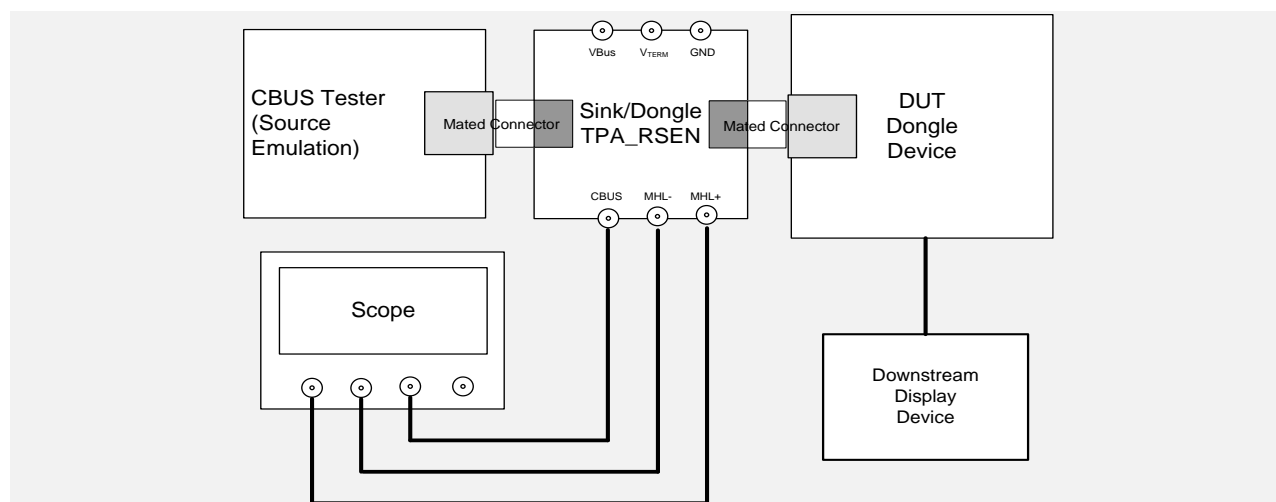 VBus
VTERM
GND
CBUS Tester
(Source
Emulation)
Mated Connector
Sink/Dongle
TPA_RSEN
Mated Connector
DUT
Dongle
Device
CBUS
MHL-
MHL+
Scope
Downstream
Display
Device